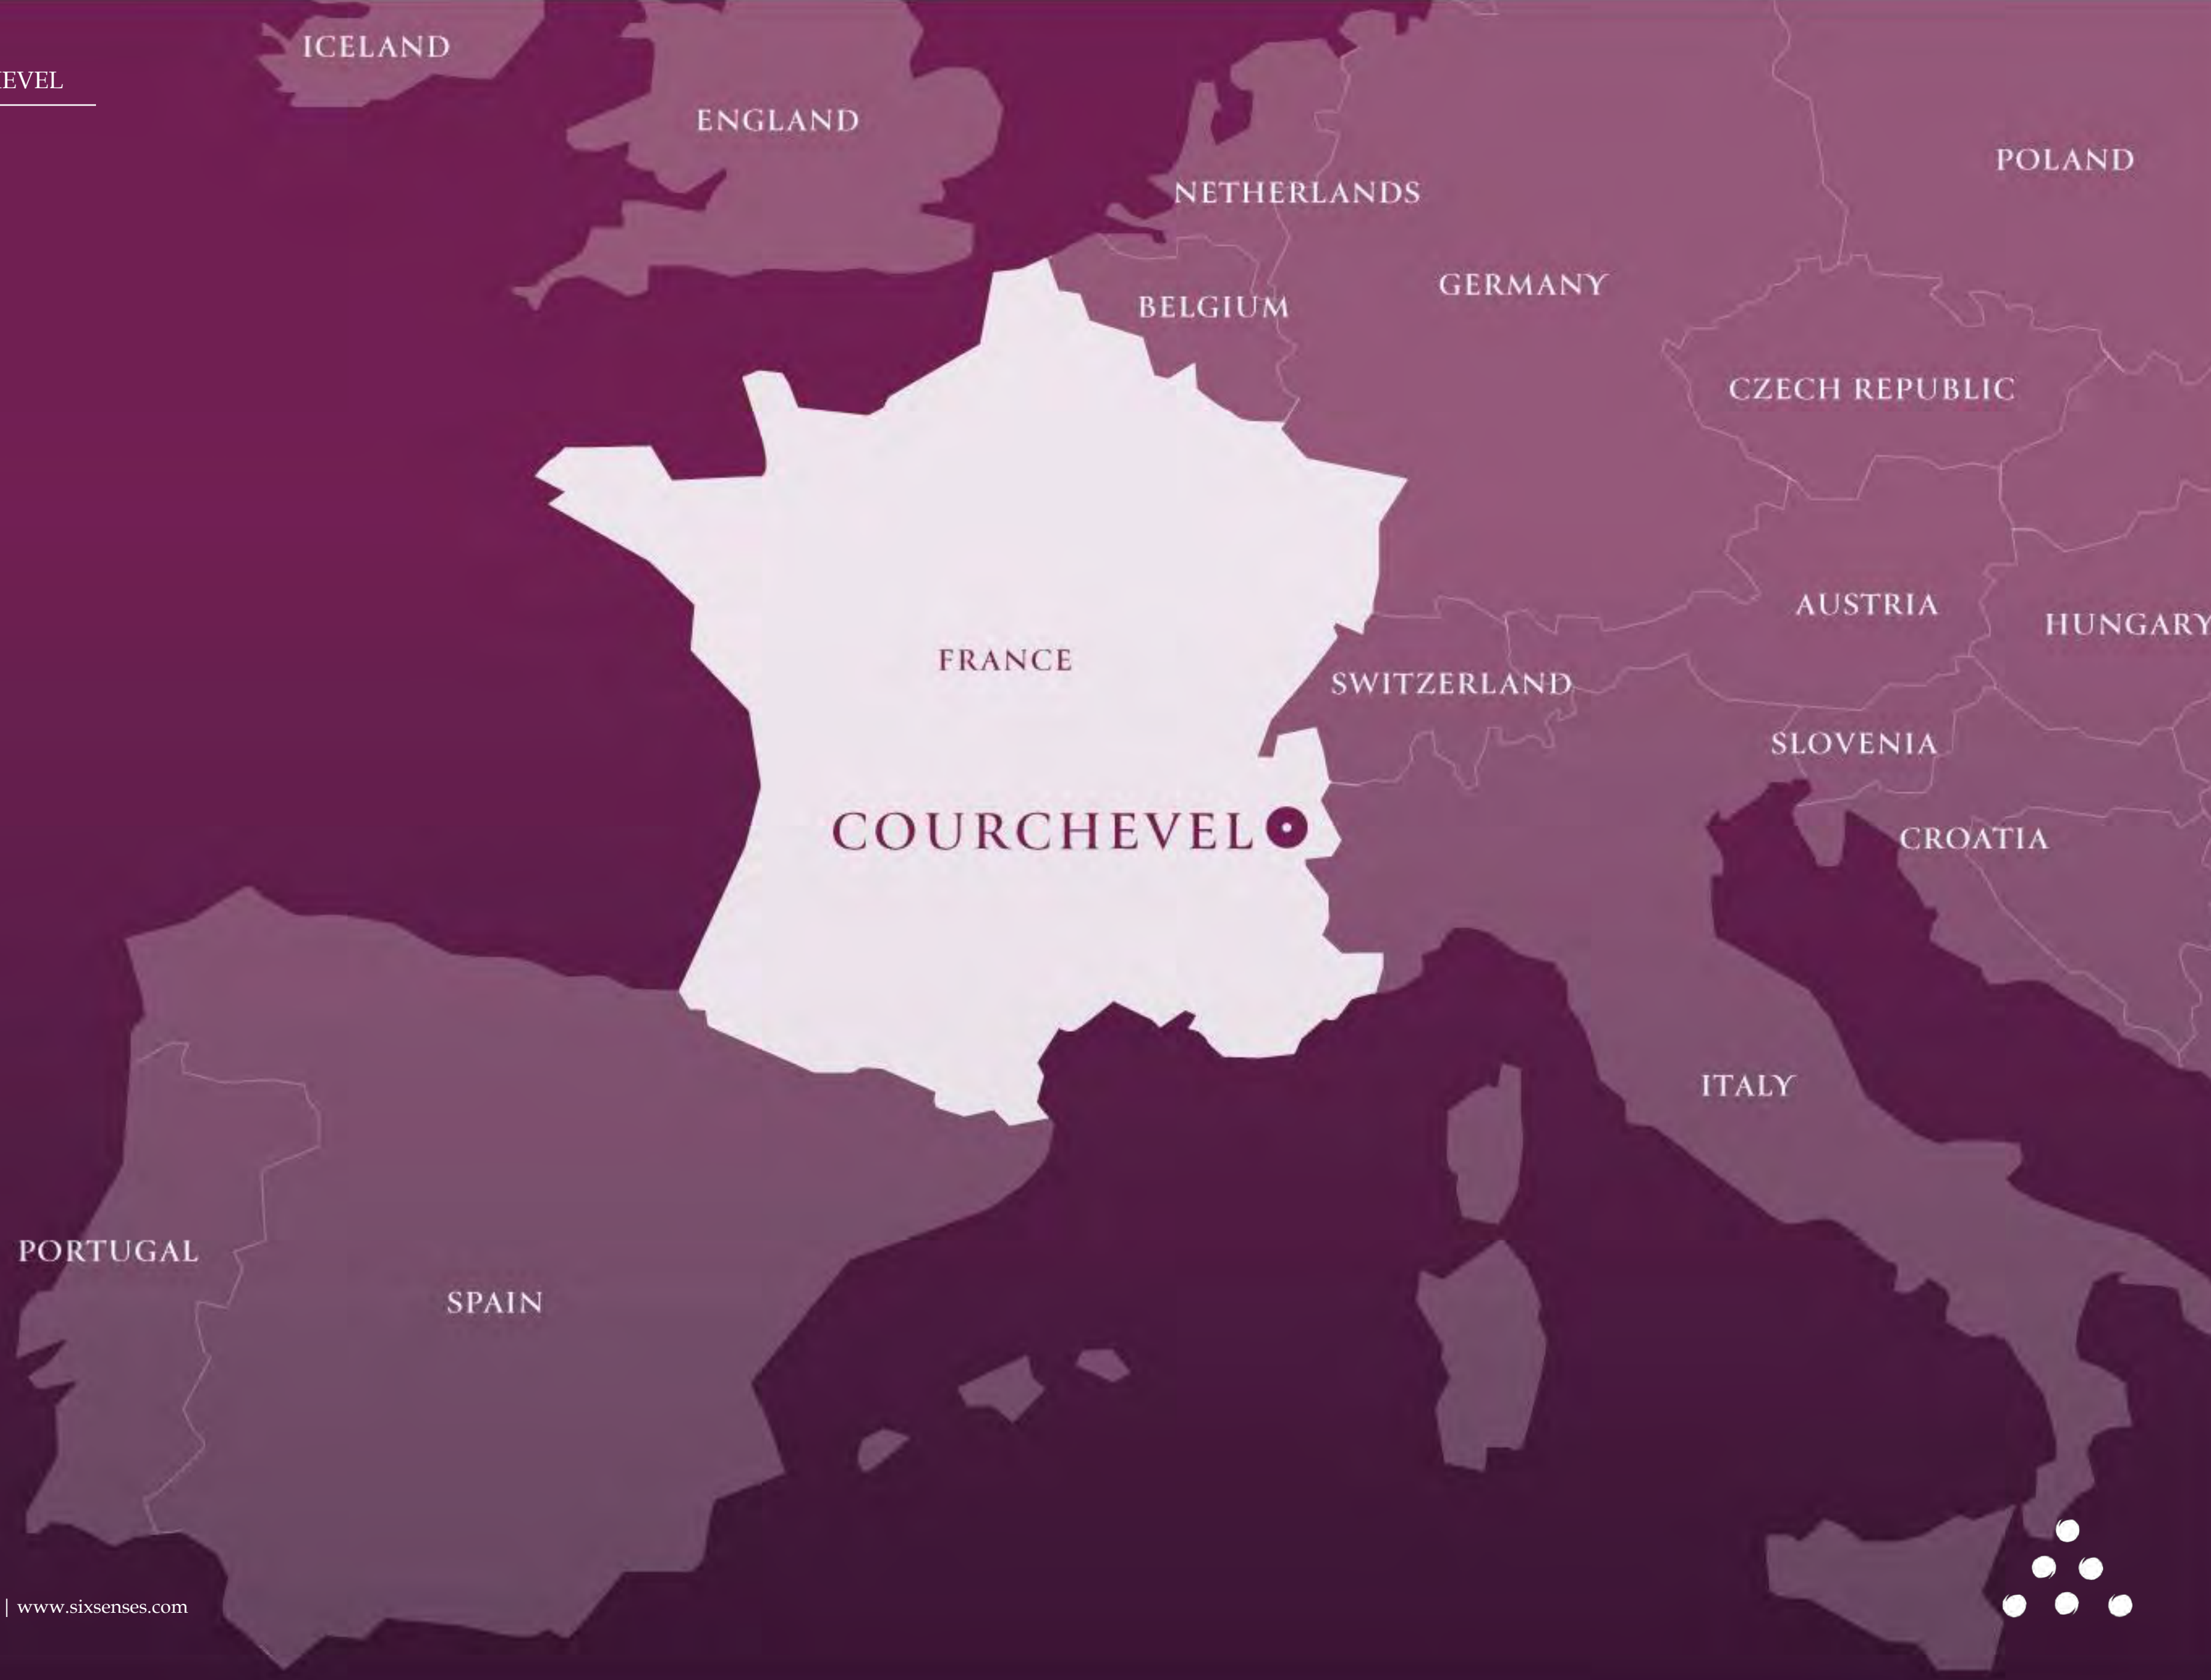 ICELAND
EVEL
ENGLAND
POLAND
NETHERLANDS
GERMANY
BELGIUM
CZECH REPUBLIC
AUSTRIA
HUNGARY
FRANCE
SWITZERLAND
SLOVENIA
COURCHEVEL
CROATIA
ITALY
PORTUGAL
SPAIN
| www.sixsenses.com